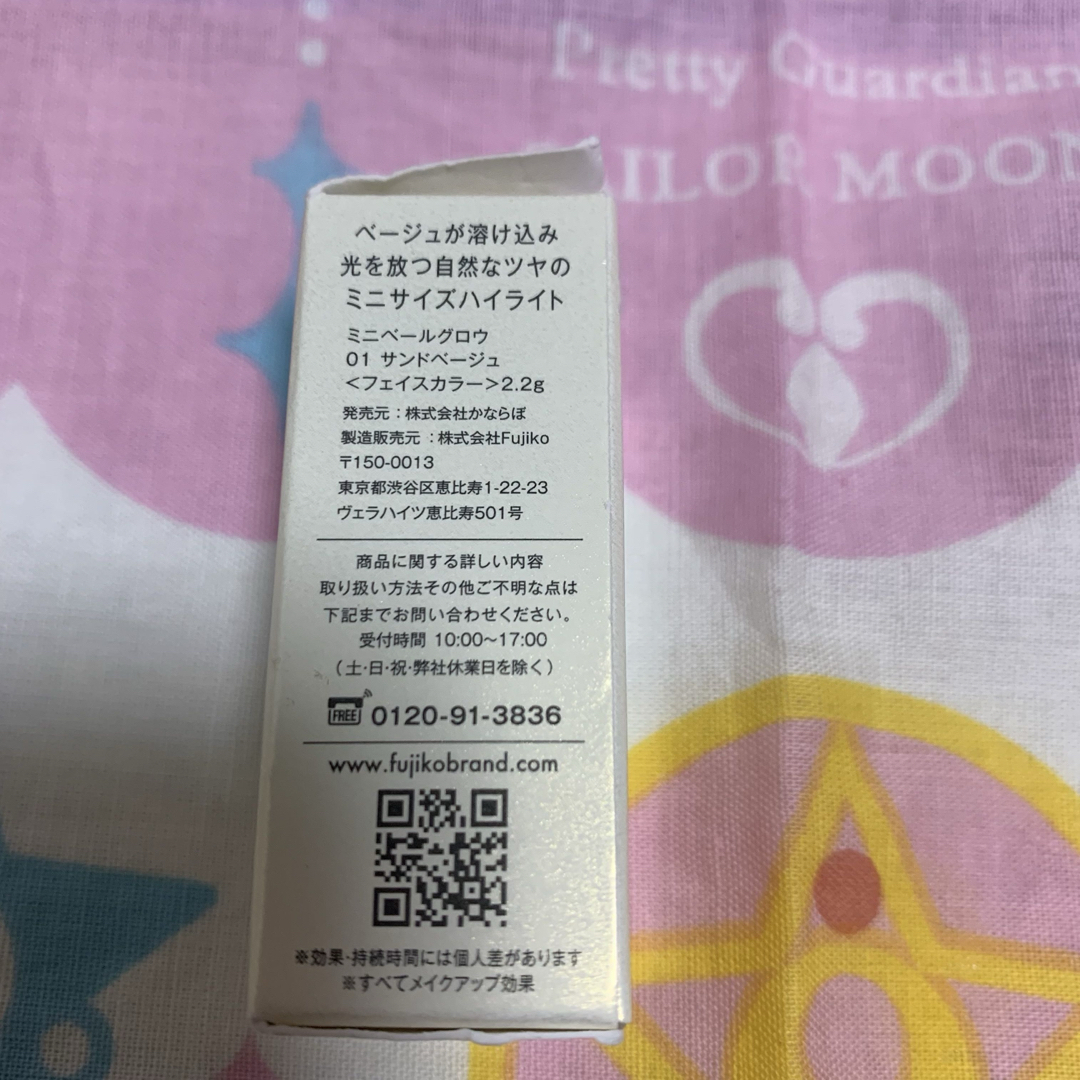 Pretty Guardian
SAILOR MOON
ベージュが溶け込み
光を放つ自然なツヤの
ミニサイズハイライト
ミニベールグロウ
01 サンドベージュ
＜フェイスカラー＞2.2g
発売元：株式会社かならぼ
製造販売元：株式会社Fujiko
〒150-0013
東京都渋谷区恵比寿1-22-23
ヴェラハイツ恵比寿501号
商品に関する詳しい内容
取り扱い方法その他ご不明な点は
下記までお問い合わせください。
受付時間 10:00～17:00
（土・日・祝・弊社休業日を除く）
FREE 0120-91-3836
www.fujikobrand.com
※効果・持続時間には個人差があります
※すべてメイクアップ効果